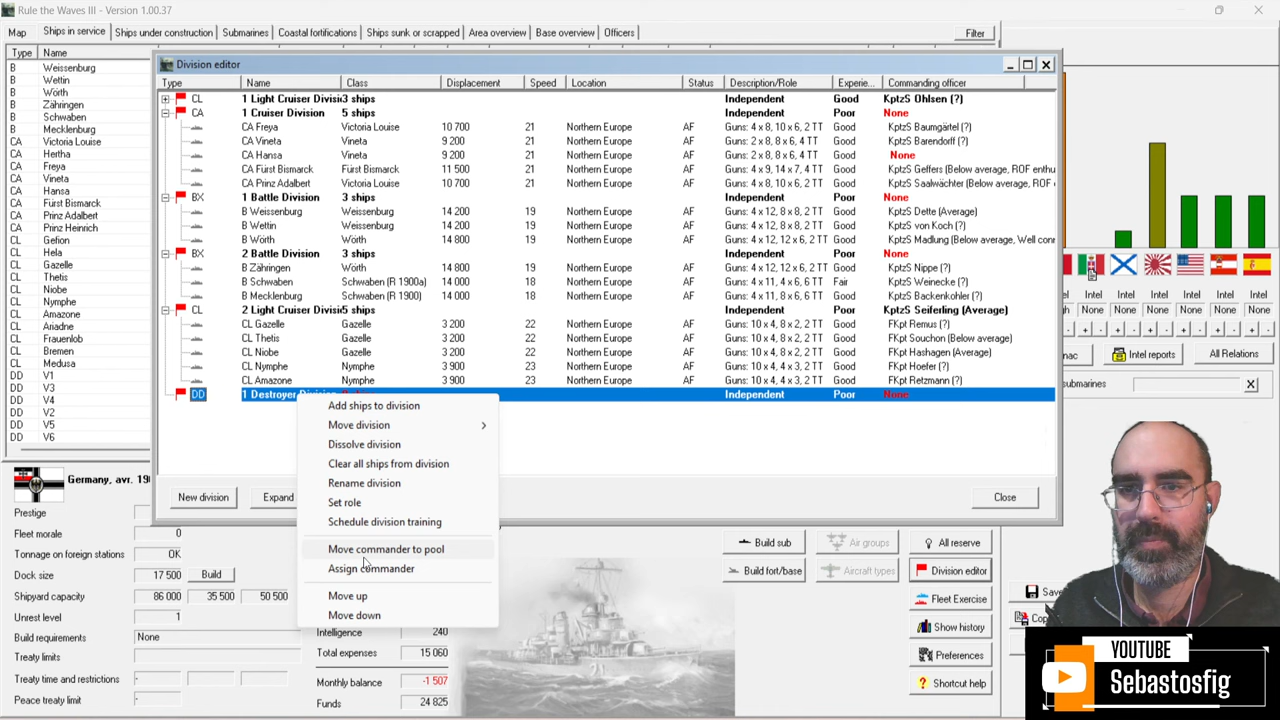 Rule the Waves III - Version 1.00.37
Map Ships in service Ships under construction Submarines Coastal fortifications Ships sunk or scrapped Area overview Base overview Officers Filter
Type Name
B Weissenburg
B Wettin
B Wörth
B Zähringen
B Schwaben
B Mecklenburg
CA Victoria Louise
CA Hertha
CA Freya
CA Vineta
CA Hansa
CA Fürst Bismarck
CA Prinz Adalbert
CA Prinz Heinrich
CL Gefion
CL Hela
CL Gazelle
CL Thetis
CL Niobe
CL Nymphe
CL Amazone
CL Ariadne
CL Frauenlob
CL Bremen
CL Medusa
DD V1
DD V3
DD V4
DD V2
DD V5
DD V6
Division editor
Type Name Class Displacement Speed Location Status Description/Role Experie... Commanding officer
CL 1 Light Cruiser Divisi 3 ships Independent Good KptzS Ohlsen (?)
CA 1 Cruiser Division 5 ships Independent Poor None
CA Freya Victoria Louise 10 700 21 Northern Europe AF Guns: 4 x 8, 10 x 6, 2 TT Good KptzS Baumgärtel (?)
CA Vineta Vineta 9 200 21 Northern Europe AF Guns: 2 x 8, 8 x 6, 4 TT Good KptzS Barendorff (?)
CA Hansa Vineta 9 200 21 Northern Europe AF Guns: 2 x 8, 8 x 6, 4 TT Good None
CA Fürst Bismarck Fürst Bismarck 11 500 21 Northern Europe AF Guns: 4 x 9, 14 x 7, 4 TT Good KptzS Geffers (Below average, ROF enthu
CA Prinz Adalbert Victoria Louise 10 700 21 Northern Europe AF Guns: 4 x 8, 10 x 6, 2 TT Good KptzS Saalwächter (Below average, ROF
BX 1 Battle Division 3 ships Independent Poor None
B Weissenburg Weissenburg 14 200 19 Northern Europe AF Guns: 4 x 12, 8 x 8, 2 TT Good KptzS Dette (Average)
B Wettin Weissenburg 14 200 19 Northern Europe AF Guns: 4 x 12, 8 x 8, 2 TT Good KptzS von Koch (?)
B Wörth Wörth 14 800 19 Northern Europe AF Guns: 4 x 12, 12 x 6, 2 TT Good KptzS Madlung (Below average, Well conn
BX 2 Battle Division 3 ships Independent Poor None
B Zähringen Wörth 14 800 19 Northern Europe AF Guns: 4 x 12, 12 x 6, 2 TT Good KptzS Nippe (?)
B Schwaben Schwaben (R 1900a) 14 000 18 Northern Europe AF Guns: 4 x 11, 4 x 6, 6 TT Fair KptzS Weinecke (?)
B Mecklenburg Schwaben (R 1900) 14 000 18 Northern Europe AF Guns: 4 x 11, 8 x 6, 6 TT Good KptzS Backenkohler (?)
CL 2 Light Cruiser Divisi 5 ships Independent Poor KptzS Seiferling (Average)
CL Gazelle Gazelle 3 200 22 Northern Europe AF Guns: 10 x 4, 8 x 2, 2 TT Good FKpt Remus (?)
CL Thetis Gazelle 3 200 22 Northern Europe AF Guns: 10 x 4, 8 x 2, 2 TT Good FKpt Souchon (Below average)
CL Niobe Gazelle 3 200 22 Northern Europe AF Guns: 10 x 4, 8 x 2, 2 TT Good FKpt Hashagen (Average)
CL Nymphe Nymphe 3 900 23 Northern Europe AF Guns: 10 x 4, 4 x 3, 2 TT Good FKpt Hoefer (?)
CL Amazone Nymphe 3 900 23 Northern Europe AF Guns: 10 x 4, 4 x 3, 2 TT Good FKpt Retzmann (?)
DD 1 Destroyer Independent Poor None
Add ships to division
Move division
Dissolve division
Clear all ships from division
Rename division
Set role
Schedule division training
Move commander to pool
Assign commander
Move up
Move down
New division Expand Close
Intel Intel Intel Intel Intel Intel
None None None None None
+ - + - + - + - + -
Intel reports All Relations
submarines
Germany, avr. 19
Prestige
Fleet morale 0
Tonnage on foreign stations OK
Dock size 17 500 Build
Shipyard capacity 86 000 35 500 50 500
Unrest level 1
Build requirements None
Treaty limits
Treaty time and restrictions - - -
Peace treaty limit -
Intelligence 240
Total expenses 15 060
Monthly balance -1 507
Funds 24 825
Build sub Air groups All reserve
Build fort/base Aircraft types Division editor
Fleet Exercise
Show history
Preferences
Shortcut help
Save
Cop
YOUTUBE
Sebastosfig